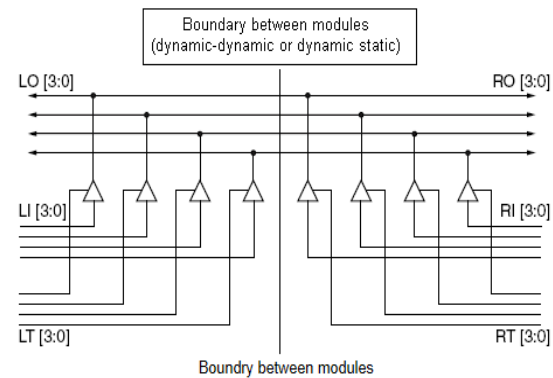 Boundary between modules
(dynamic-dynamic or dynamic static)
LO [3:0]
RO [3:0]
LI [3:0]
RI [3:0]
LT [3:0]
RT [3:0]
Boundry between modules